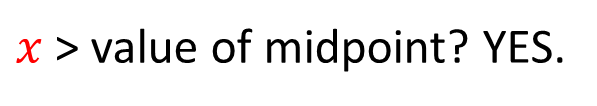 x > value of midpoint? YES.